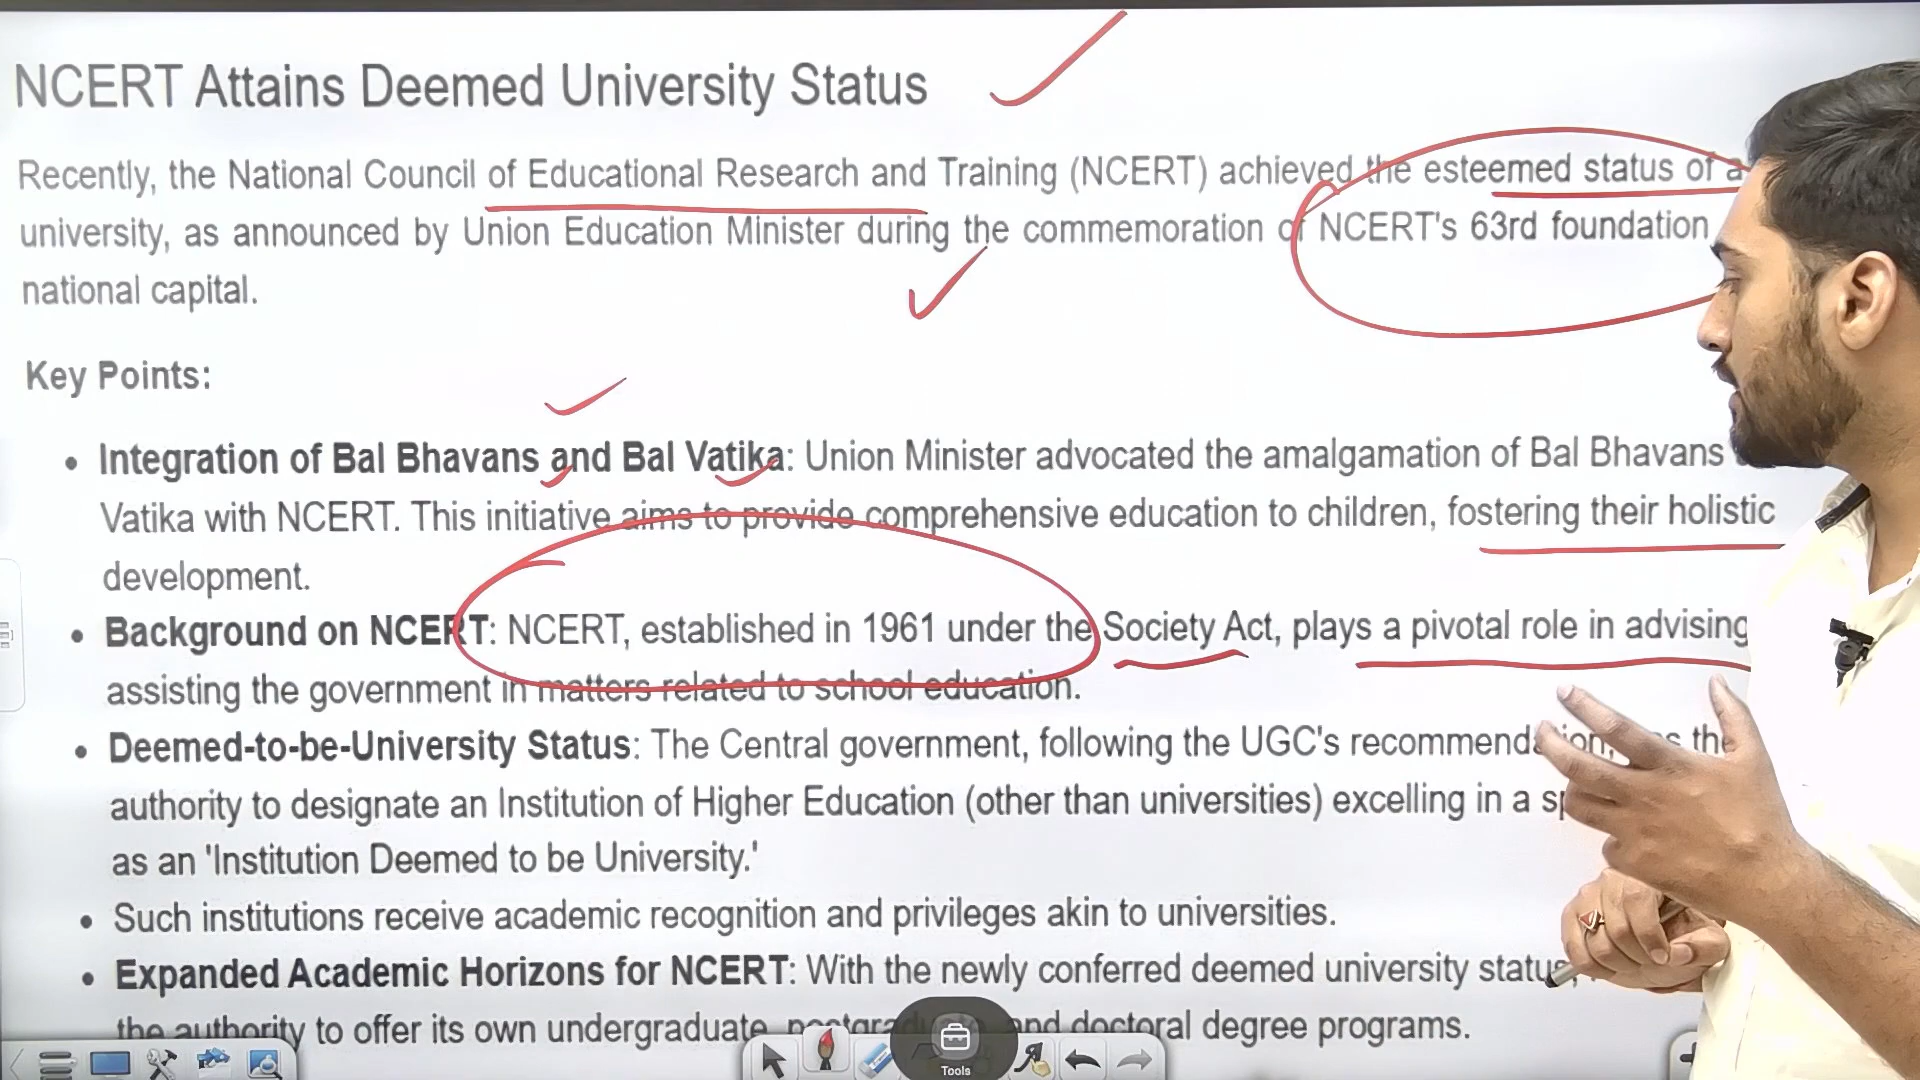 NCERT Attains Deemed University Status
Recently, the National Council of Educational Research and Training (NCERT) achieved the esteemed status of a
university, as announced by Union Education Minister during the commemoration of NCERT's 63rd foundation
national capital.
Key Points:
• Integration of Bal Bhavans and Bal Vatika: Union Minister advocated the amalgamation of Bal Bhavans
Vatika with NCERT. This initiative aims to provide comprehensive education to children, fostering their holistic
development.
• Background on NCERT: NCERT, established in 1961 under the Society Act, plays a pivotal role in advising
assisting the government in matters related to school education.
• Deemed-to-be-University Status: The Central government, following the UGC's recommendation, the
authority to designate an Institution of Higher Education (other than universities) excelling in a
as an 'Institution Deemed to be University.'
• Such institutions receive academic recognition and privileges akin to universities.
• Expanded Academic Horizons for NCERT: With the newly conferred deemed university status,
the authority to offer its own undergraduate, postgraduate, and doctoral degree programs.
Tools